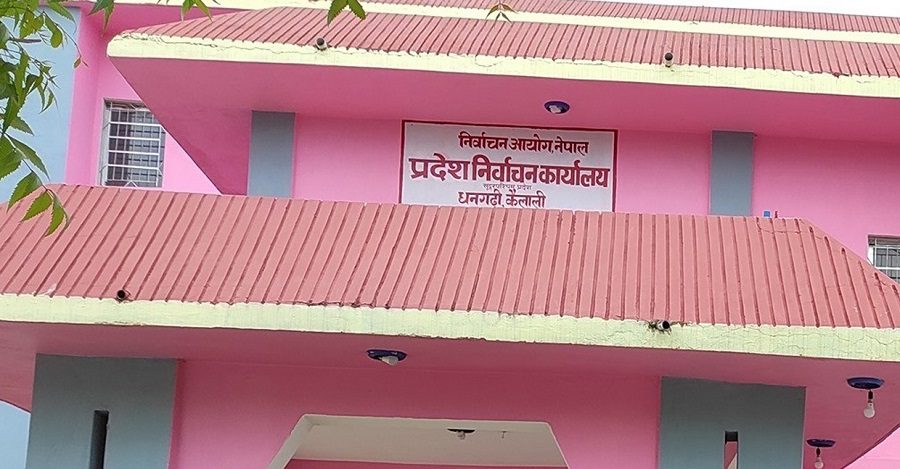 निर्वाचन आयोग, नेपाल
प्रदेश निर्वाचन कार्यालय
सुदूरपश्चिम प्रदेश
धनगढी, कैलाली